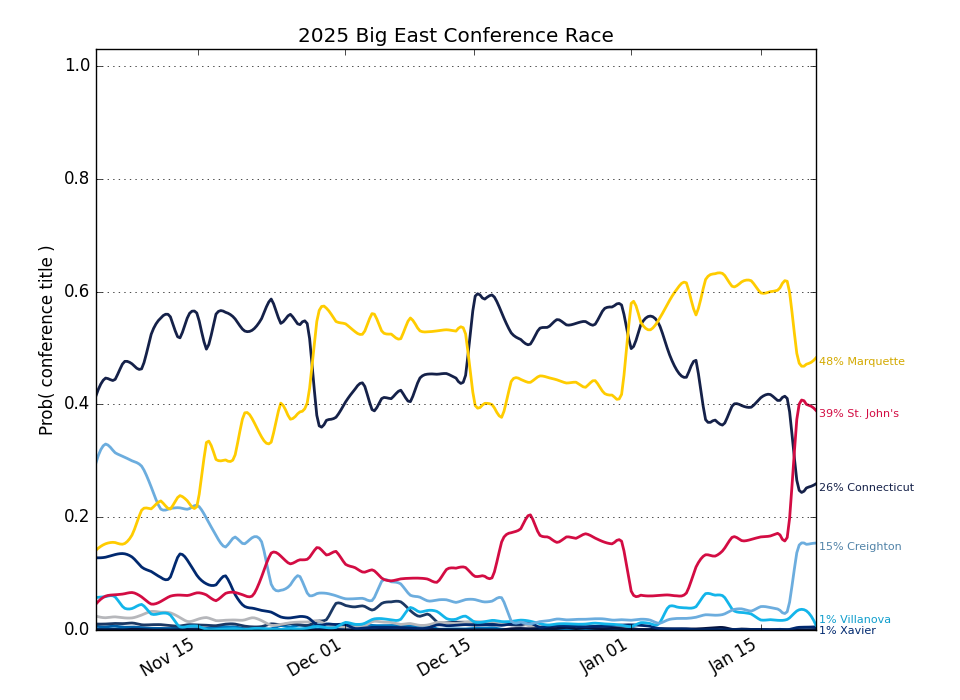 2025 Big East Conference Race
Prob( conference title )
1.0
0.8
0.6
0.4
0.2
0.0
Nov 15
Dec 01
Dec 15
Jan 01
Jan 15
48% Marquette
39% St. John's
26% Connecticut
15% Creighton
1% Villanova
1% Xavier